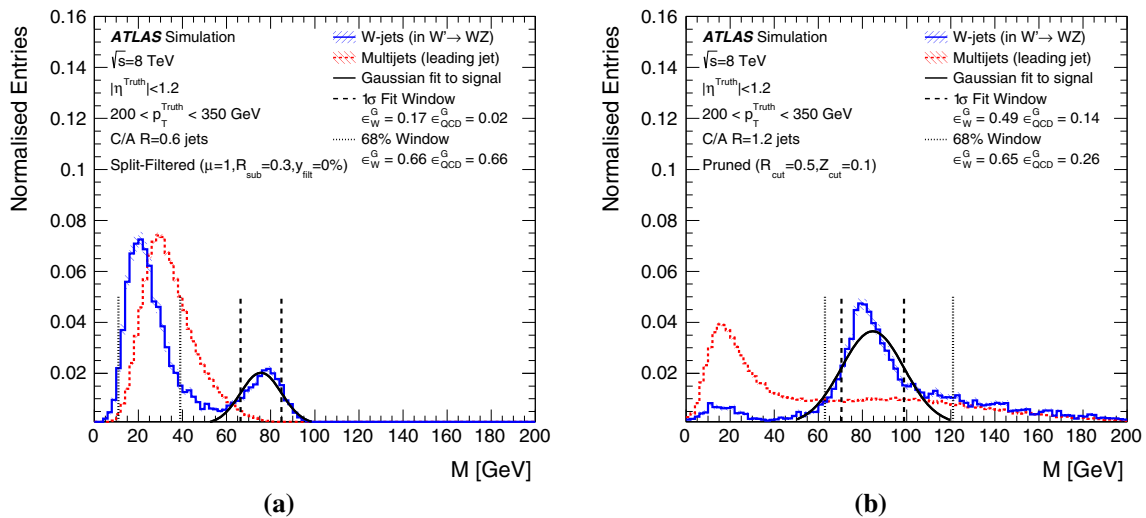 Normalised Entries
0.16
0.14
0.12
0.1
0.08
0.06
0.04
0.02
ATLAS Simulation
√s=8 TeV
|η^Truth|<1.2
200 < p_T^Truth < 350 GeV
C/A R=0.6 jets
Split-Filtered (μ=1,R_sub=0.3,y_filt=0%)
W-jets (in W'→ WZ)
Multijets (leading jet)
Gaussian fit to signal
1σ Fit Window
ϵ_W^G = 0.17 ϵ_QCD^G = 0.02
68% Window
ϵ_W^G = 0.66 ϵ_QCD^G = 0.66
0 20 40 60 80 100 120 140 160 180 200
M [GeV]
(a)
Normalised Entries
0.16
0.14
0.12
0.1
0.08
0.06
0.04
0.02
ATLAS Simulation
√s=8 TeV
|η^Truth|<1.2
200 < p_T^Truth < 350 GeV
C/A R=1.2 jets
Pruned (R_cut=0.5,Z_cut=0.1)
W-jets (in W'→ WZ)
Multijets (leading jet)
Gaussian fit to signal
1σ Fit Window
ϵ_W^G = 0.49 ϵ_QCD^G = 0.14
68% Window
ϵ_W^G = 0.65 ϵ_QCD^G = 0.26
0 20 40 60 80 100 120 140 160 180 200
M [GeV]
(b)